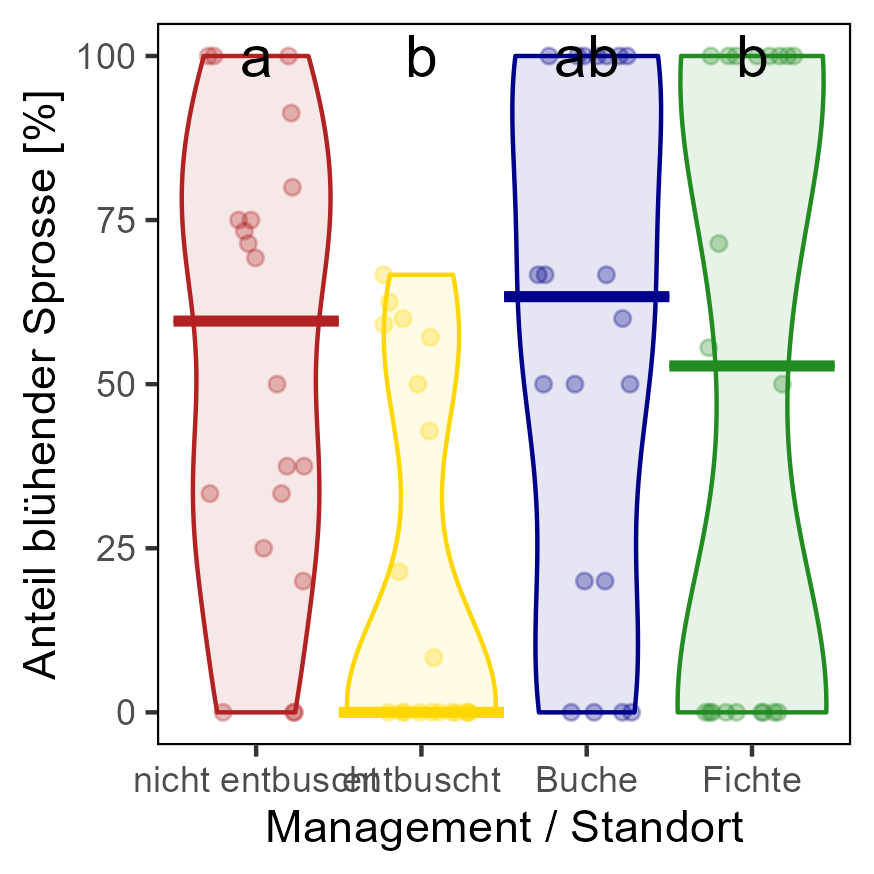 Anteil blühender Sprosse [%]
100
75
50
25
0
a b ab b
nicht entbuscht entbuscht Buche Fichte
Management / Standort